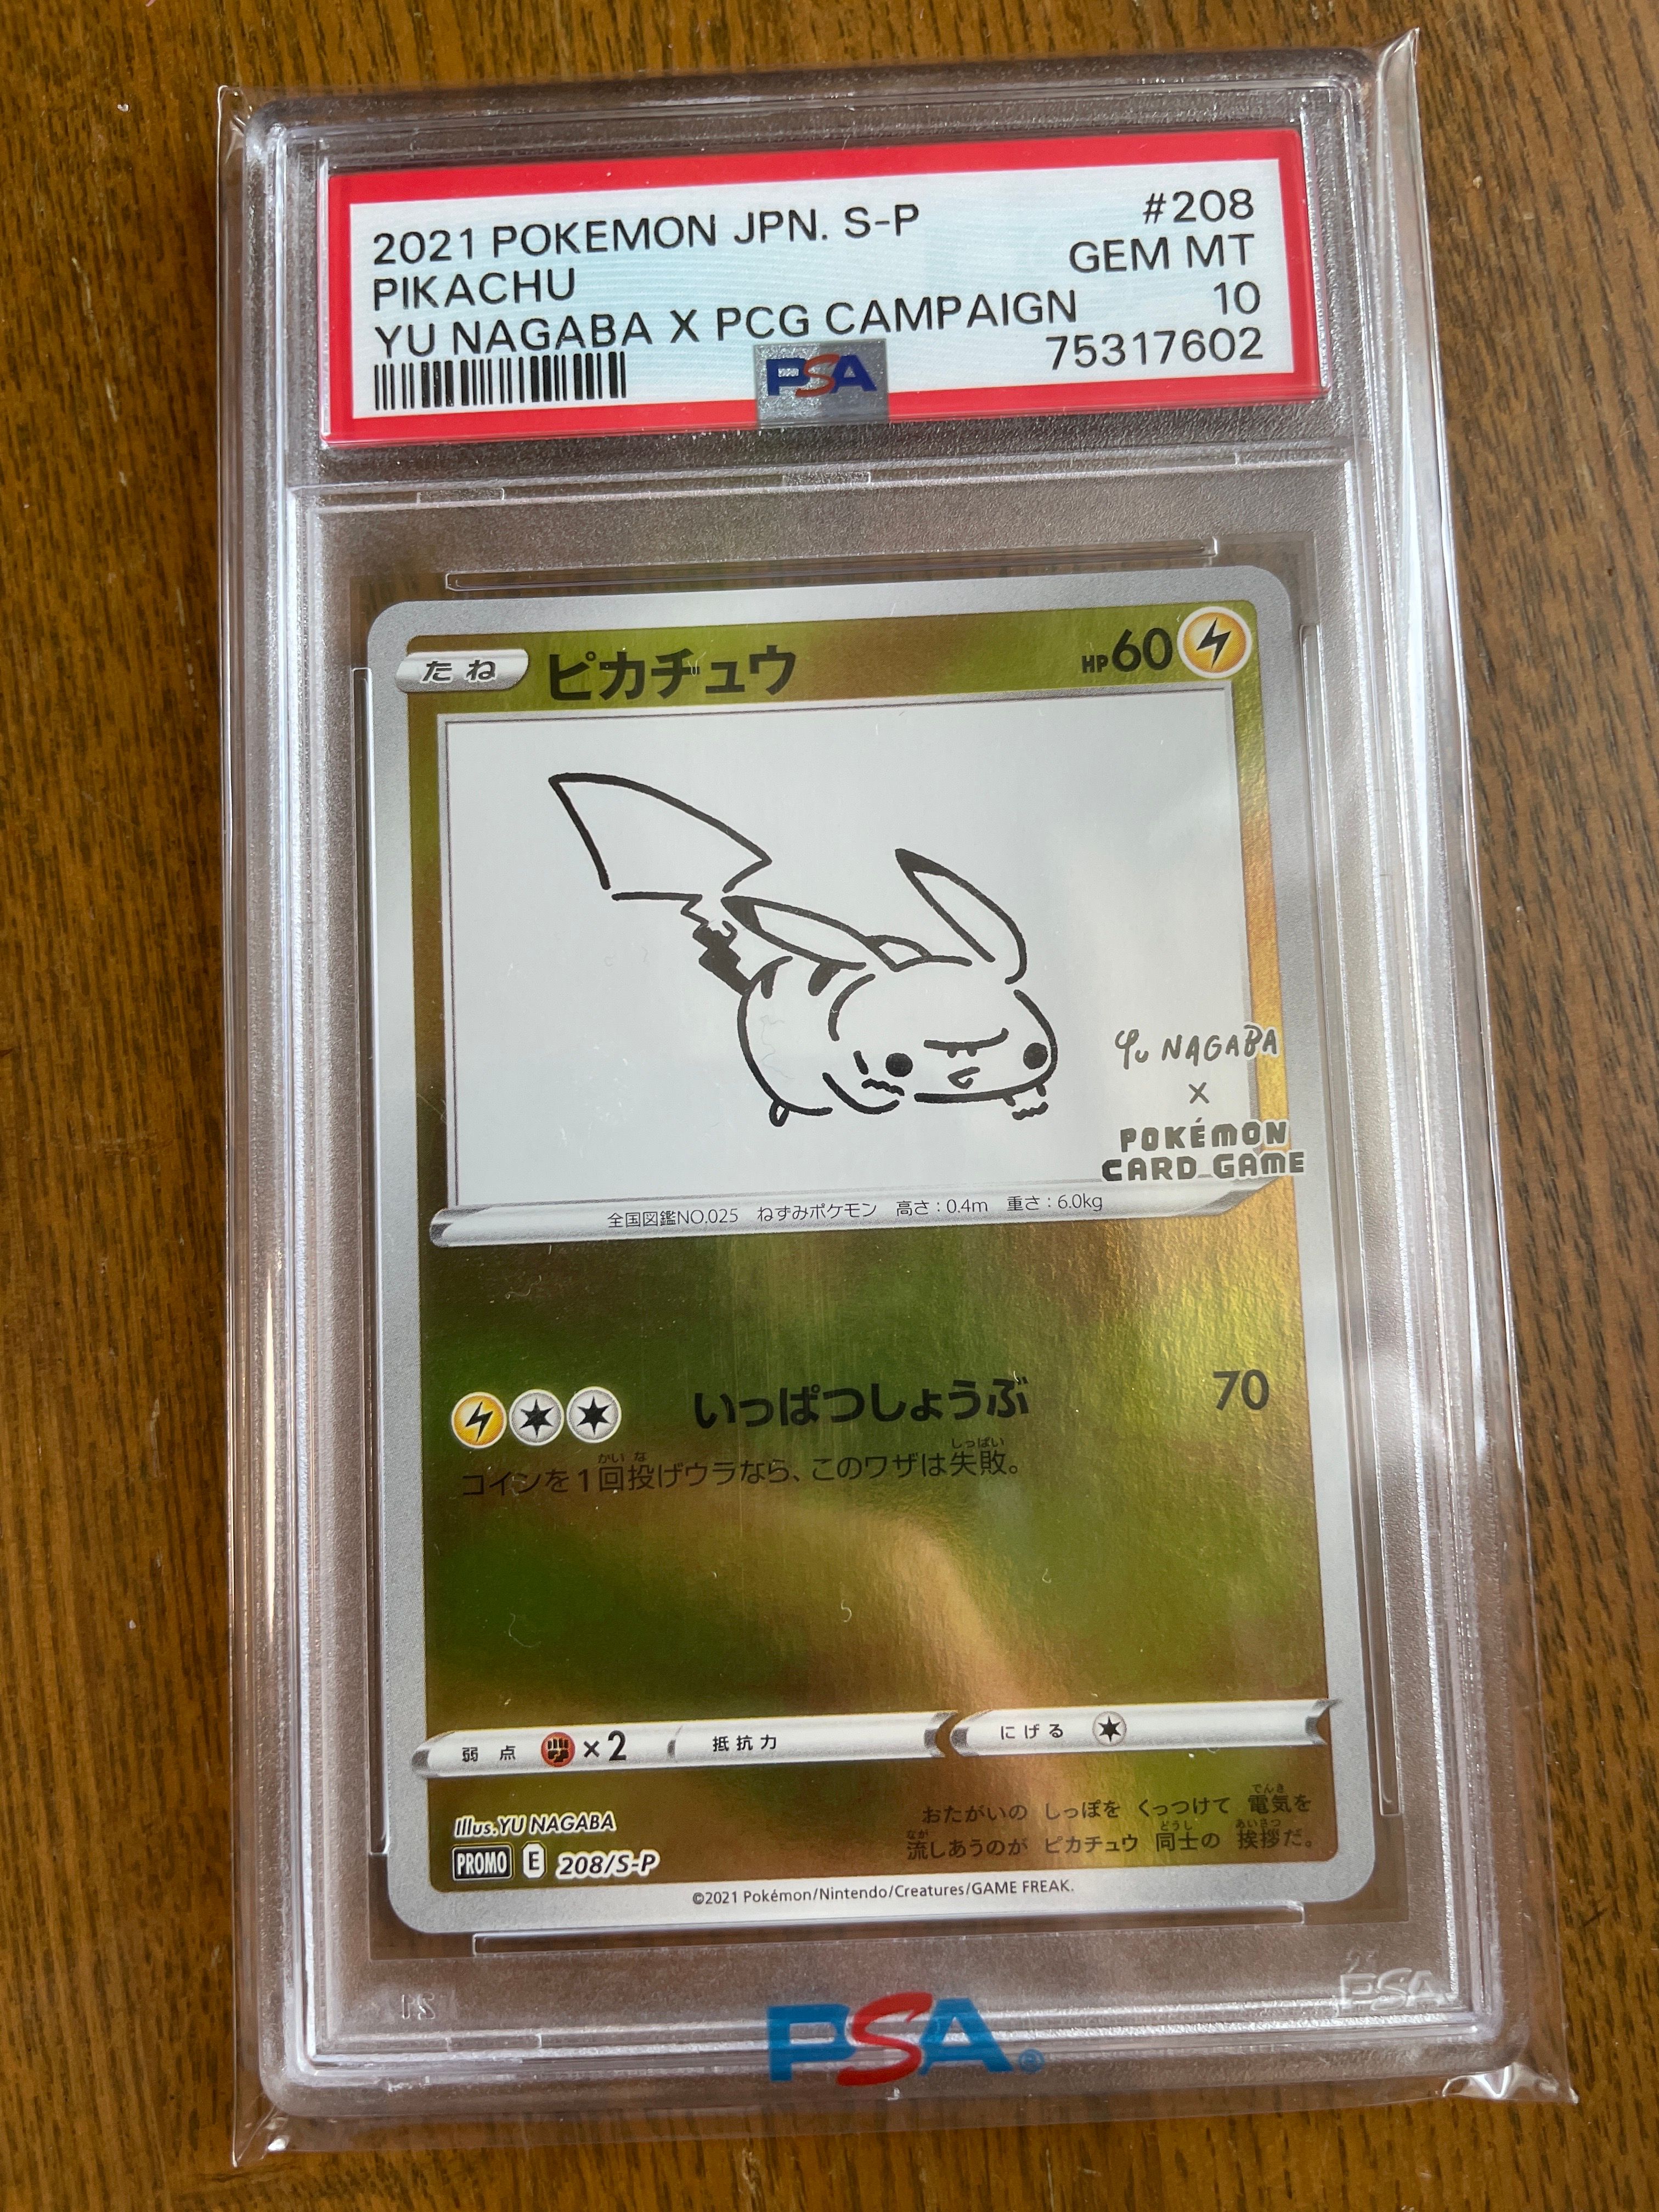 2021 POKEMON JPN. S-P #208
PIKACHU GEM MT
YU NAGABA X PCG CAMPAIGN 10
75317602
PSA
たね ピカチュウ HP60
YU NAGABA
×
POKÉMON
CARD GAME
全国図鑑NO.025 ねずみポケモン 高さ:0.4m 重さ:6.0kg
いっぱつしょうぶ 70
コインを1回投げウラなら、このワザは失敗。
弱点 ×2 抵抗力 にげる
Illus. YU NAGABA
おたがいの しっぽを くっつけて 電気を
流しあうのが ピカチュウ 同士の 挨拶だ。
PROMO E 208/S-P
©2021 Pokémon/Nintendo/Creatures/GAME FREAK.
PSA
PSA®